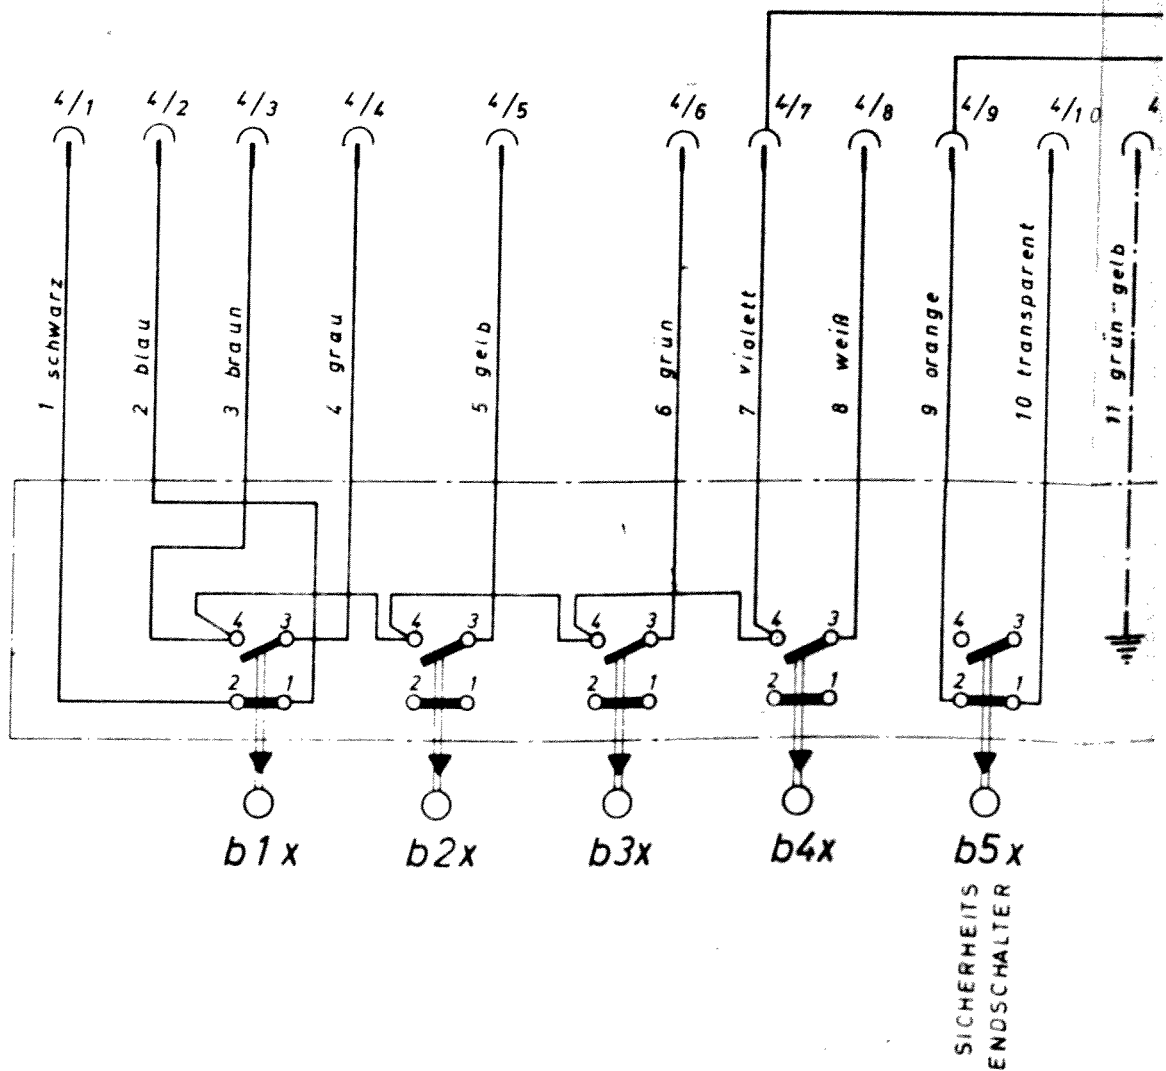 4/1 4/2 4/3 4/4 4/5 4/6 4/7 4/8 4/9 4/10 4
1 schwarz
2 blau
3 braun
4 grau
5 gelb
6 grün
7 violett
8 weiß
9 orange
10 transparent
11 grün-gelb
4 3 4 3 4 3 4 3 4 3
2 1 2 1 2 1 2 1 2 1
b1x b2x b3x b4x b5x
SICHERHEITS
ENDSCHALTER